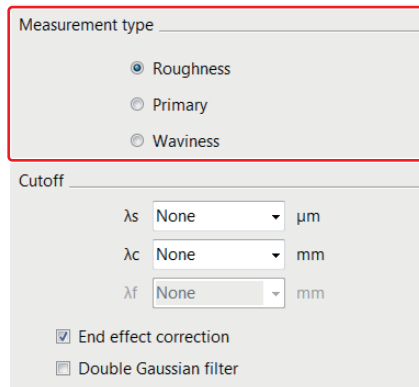 Measurement type
Roughness
Primary
Waviness
Cutoff
λs None μm
λc None mm
λf None mm
End effect correction
Double Gaussian filter